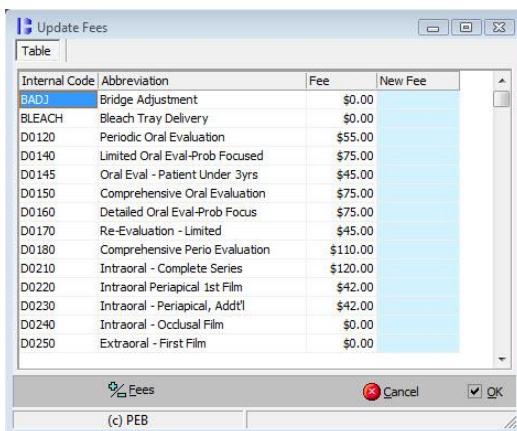 Update Fees
Table
Internal Code Abbreviation Fee New Fee
BADJ Bridge Adjustment $0.00
BLEACH Bleach Tray Delivery $0.00
D0120 Periodic Oral Evaluation $55.00
D0140 Limited Oral Eval-Prob Focused $75.00
D0145 Oral Eval - Patient Under 3yrs $45.00
D0150 Comprehensive Oral Evaluation $75.00
D0160 Detailed Oral Eval-Prob Focus $75.00
D0170 Re-Evaluation - Limited $45.00
D0180 Comprehensive Perio Evaluation $110.00
D0210 Intraoral - Complete Series $120.00
D0220 Intraoral Periapical 1st Film $42.00
D0230 Intraoral - Periapical, Addt'l $42.00
D0240 Intraoral - Occlusal Film $0.00
D0250 Extraoral - First Film $0.00
Fees Cancel OK
(c) PEB